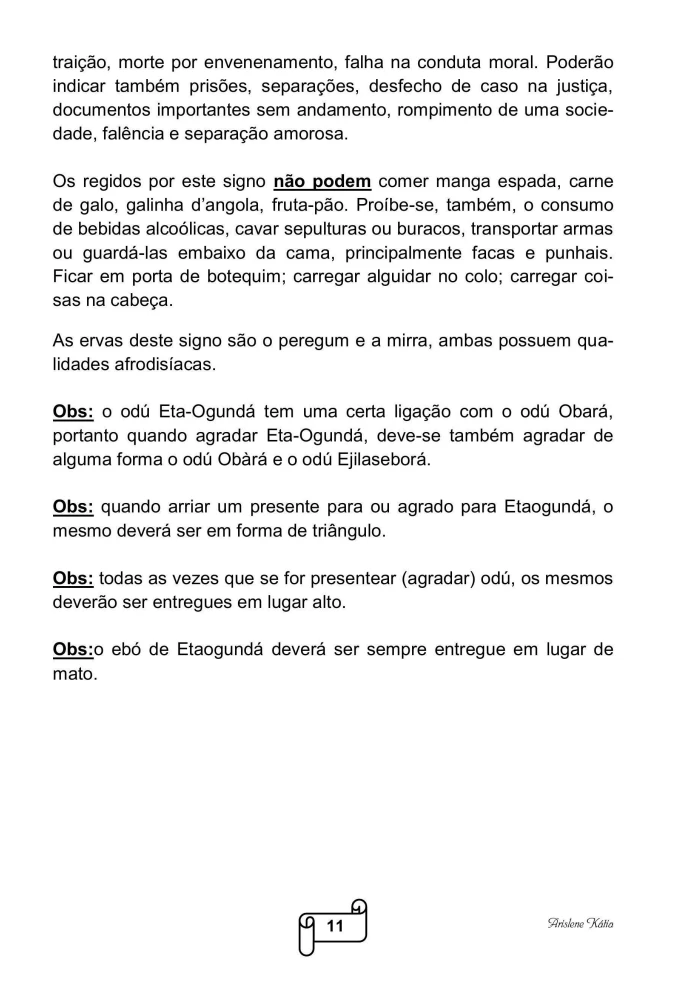 traição, morte por envenenamento, falha na conduta moral. Poderão
indicar também prisões, separações, desfecho de caso na justiça,
documentos importantes sem andamento, rompimento de uma socie-
dade, falência e separação amorosa.
Os regidos por este signo não podem comer manga espada, carne
de galo, galinha d’angola, fruta-pão. Proíbe-se, também, o consumo
de bebidas alcoólicas, cavar sepulturas ou buracos, transportar armas
ou guardá-las embaixo da cama, principalmente facas e punhais.
Ficar em porta de botequim; carregar alguidar no colo; carregar coi-
sas na cabeça.
As ervas deste signo são o peregum e a mirra, ambas possuem qua-
lidades afrodisíacas.
Obs: o odú Eta-Ogundá tem uma certa ligação com o odú Obará,
portanto quando agradar Eta-Ogundá, deve-se também agradar de
alguma forma o odú Obàrá e o odú Ejilaseborá.
Obs: quando arriar um presente para ou agrado para Etaogundá, o
mesmo deverá ser em forma de triângulo.
Obs: todas as vezes que se for presentear (agradar) odú, os mesmos
deverão ser entregues em lugar alto.
Obs:o ebó de Etaogundá deverá ser sempre entregue em lugar de
mato.
11
Arislene Kátia